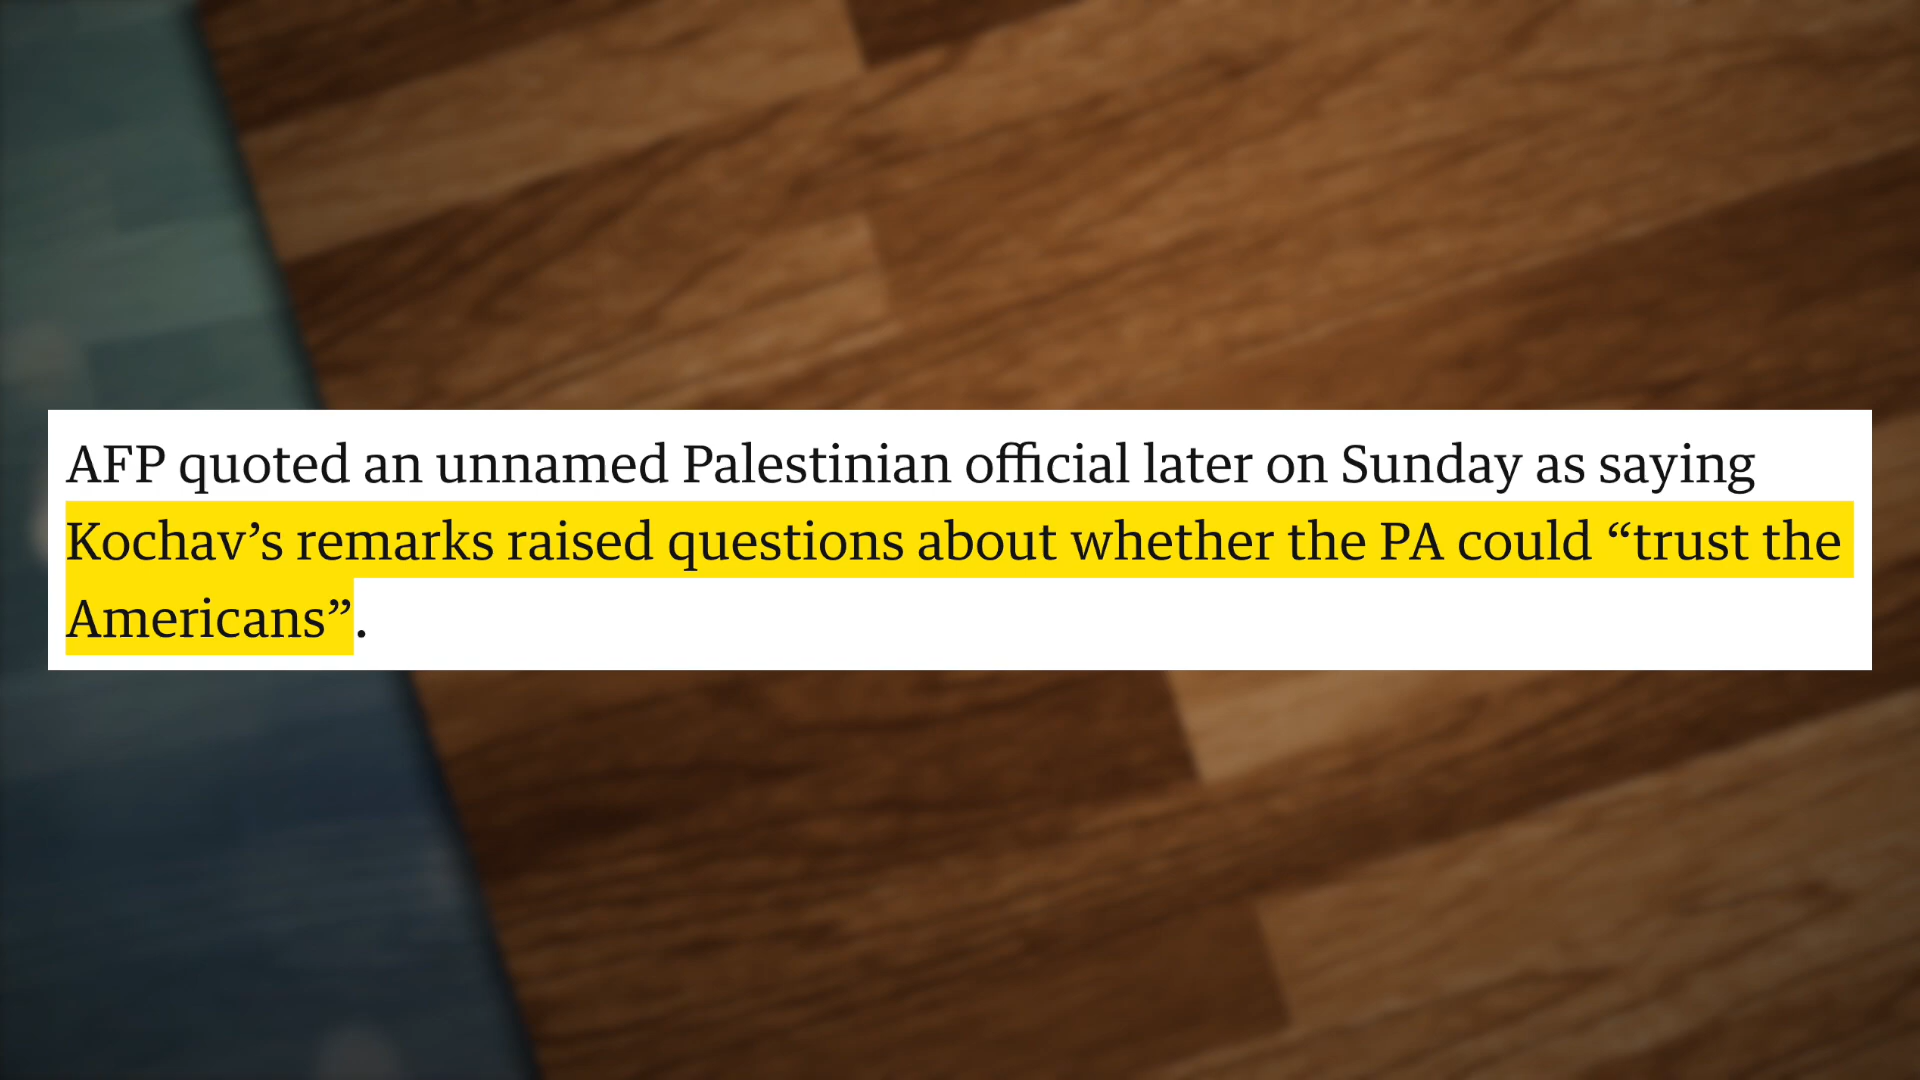 AFP quoted an unnamed Palestinian official later on Sunday as saying
Kochav’s remarks raised questions about whether the PA could “trust the
Americans”.